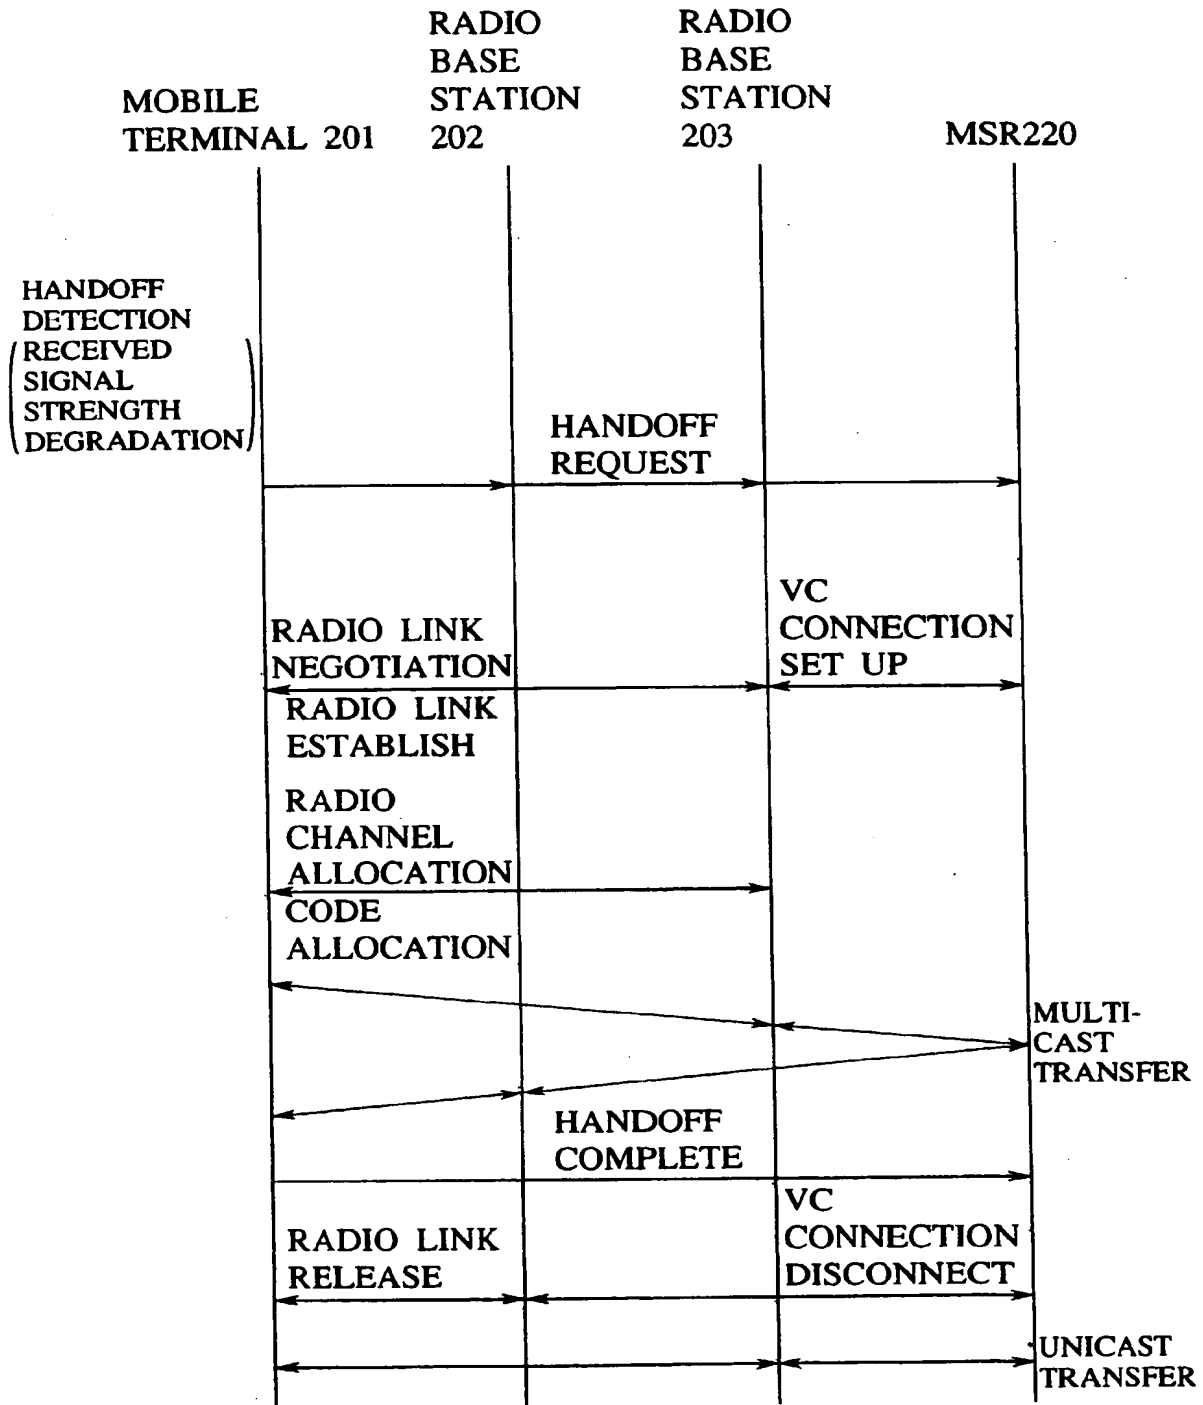 RADIO
BASE
STATION
202
RADIO
BASE
STATION
203
MOBILE
TERMINAL 201
MSR220
HANDOFF
DETECTION
(RECEIVED
SIGNAL
STRENGTH
DEGRADATION)
HANDOFF
REQUEST
VC
CONNECTION
SET UP
RADIO LINK
NEGOTIATION
RADIO LINK
ESTABLISH
RADIO
CHANNEL
ALLOCATION
CODE
ALLOCATION
MULTI-
CAST
TRANSFER
HANDOFF
COMPLETE
VC
CONNECTION
DISCONNECT
RADIO LINK
RELEASE
UNICAST
TRANSFER